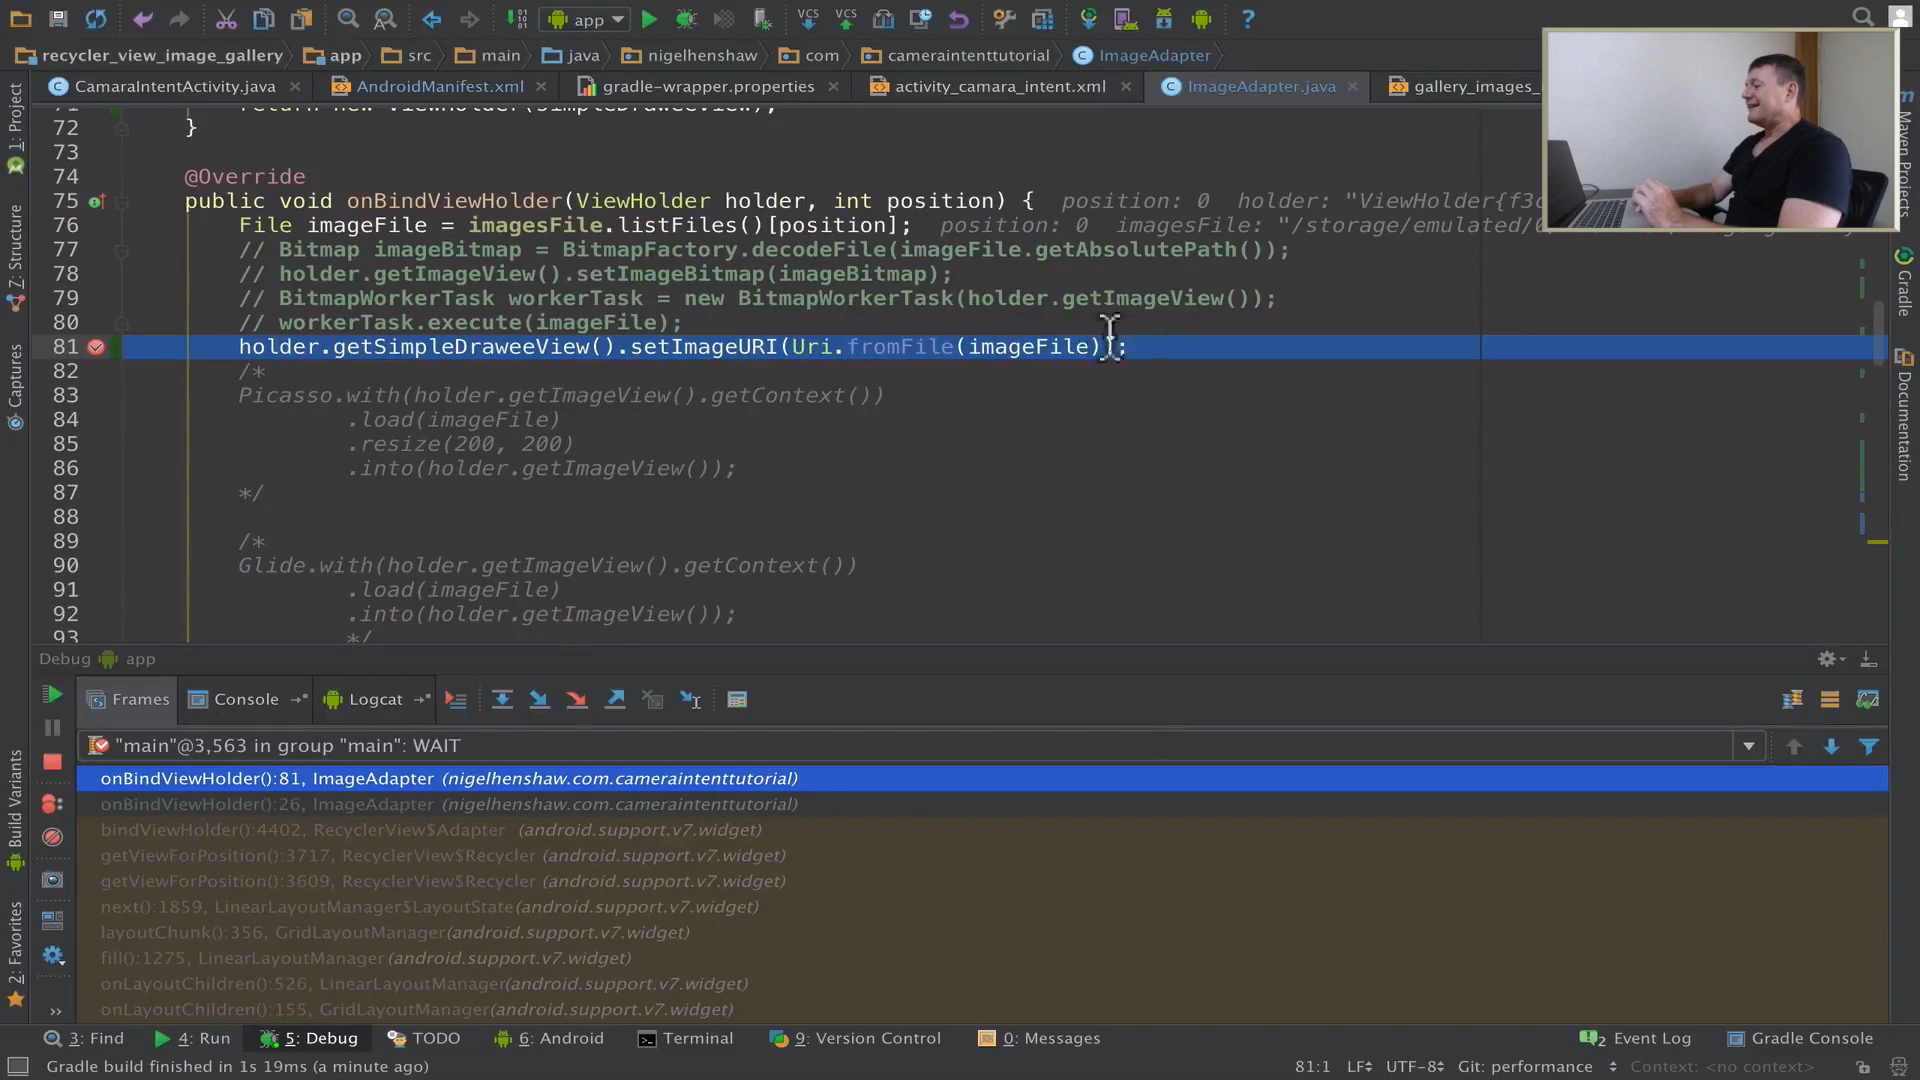 app
recycler_view_image_gallery app src main java nigelhenshaw com cameraintenttutorial ImageAdapter
CamaraIntentActivity.java AndroidManifest.xml gradle-wrapper.properties activity_camara_intent.xml ImageAdapter.java gallery_images_
71 return new ViewHolder(SimpleDraweeView);
72 }
73
74 @Override
75 public void onBindViewHolder(ViewHolder holder, int position) { position: 0 holder: "ViewHolder{f3c
76 File imageFile = imagesFile.listFiles()[position]; position: 0 imagesFile: "/storage/emulated/0
77 // Bitmap imageBitmap = BitmapFactory.decodeFile(imageFile.getAbsolutePath());
78 // holder.getImageView().setImageBitmap(imageBitmap);
79 // BitmapWorkerTask workerTask = new BitmapWorkerTask(holder.getImageView());
80 // workerTask.execute(imageFile);
81 holder.getSimpleDraweeView().setImageURI(Uri.fromFile(imageFile));
82 /*
83 Picasso.with(holder.getImageView().getContext())
84 .load(imageFile)
85 .resize(200, 200)
86 .into(holder.getImageView());
87 */
88
89 /*
90 Glide.with(holder.getImageView().getContext())
91 .load(imageFile)
92 .into(holder.getImageView());
93 */
1: Project
7: Structure
Captures
Build Variants
2: Favorites
Maven Projects
Gradle
Documentation
Debug app
Frames Console Logcat
"main"@3,563 in group "main": WAIT
onBindViewHolder():81, ImageAdapter (nigelhenshaw.com.cameraintenttutorial)
onBindViewHolder():26, ImageAdapter (nigelhenshaw.com.cameraintenttutorial)
bindViewHolder():4402, RecyclerView$Adapter (android.support.v7.widget)
getViewForPosition():3717, RecyclerView$Recycler (android.support.v7.widget)
getViewForPosition():3609, RecyclerView$Recycler (android.support.v7.widget)
next():1859, LinearLayoutManager$LayoutState(android.support.v7.widget)
layoutChunk():356, GridLayoutManager(android.support.v7.widget)
fill():1275, LinearLayoutManager(android.support.v7.widget)
onLayoutChildren():526, LinearLayoutManager(android.support.v7.widget)
onLayoutChildren():155, GridLayoutManager(android.support.v7.widget)
3: Find 4: Run 5: Debug TODO 6: Android Terminal 9: Version Control 0: Messages 2 Event Log Gradle Console
Gradle build finished in 1s 19ms (a minute ago) 81:1 LF UTF-8 Git: performance Context: <no context>